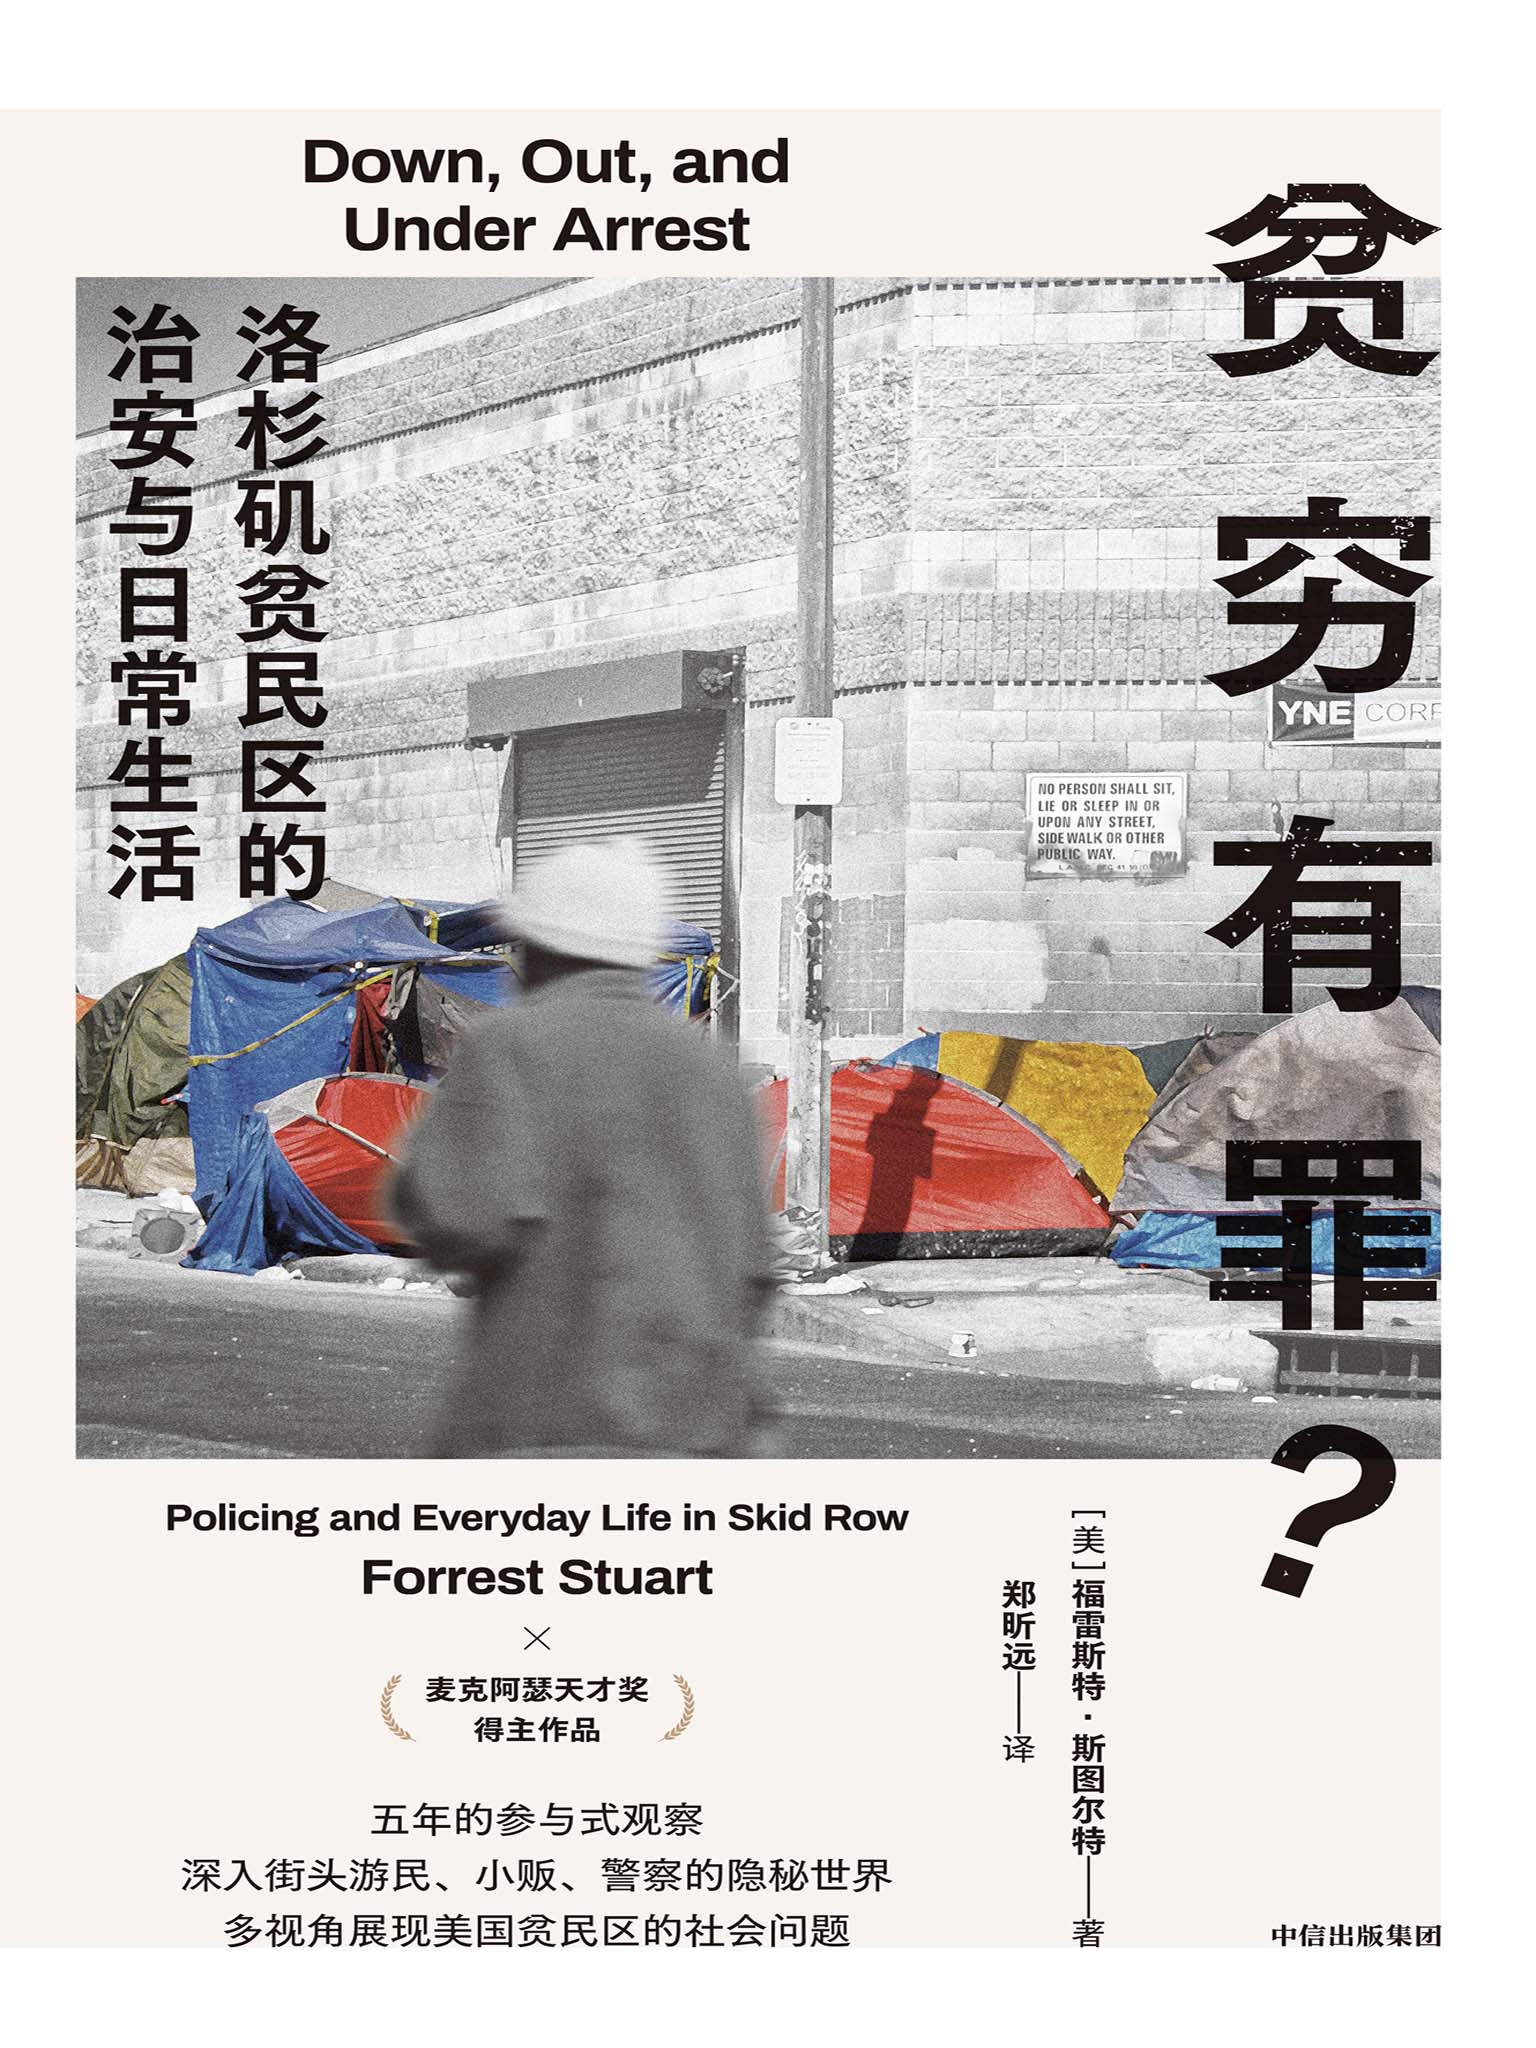 Down, Out, and
Under Arrest
贫穷有罪？
洛杉矶贫民区的
治安与日常生活
YNE CORP
NO PERSON SHALL SIT,
LIE OR SLEEP IN OR
UPON ANY STREET,
SIDEWALK OR OTHER
PUBLIC WAY.
Policing and Everyday Life in Skid Row
Forrest Stuart
麦克阿瑟天才奖
得主作品
五年的参与式观察
深入街头游民、小贩、警察的隐秘世界
多视角展现美国贫民区的社会问题
［美］福雷斯特·斯图尔特——著
郑昕远——译
中信出版集团